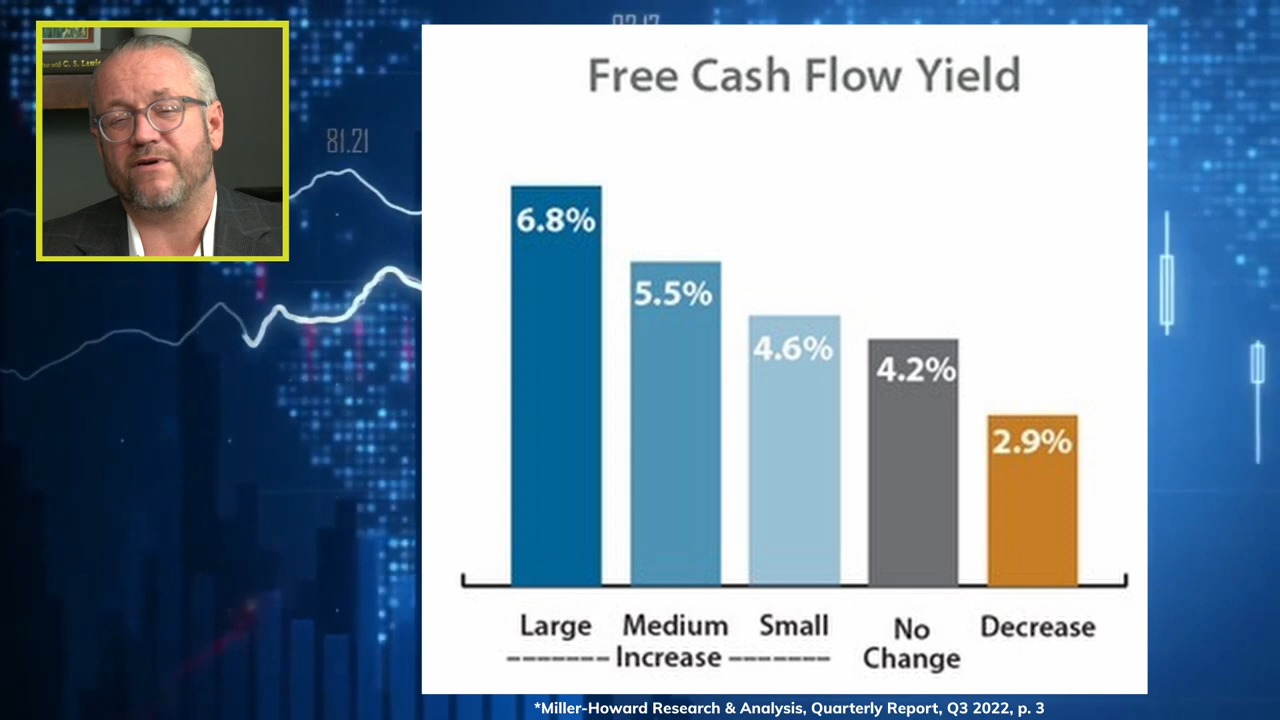 C. S. Lewis
81.21
Free Cash Flow Yield
6.8%
5.5%
4.6%
4.2%
2.9%
Large Medium Small No Change Decrease
Increase
*Miller-Howard Research & Analysis, Quarterly Report, Q3 2022, p. 3